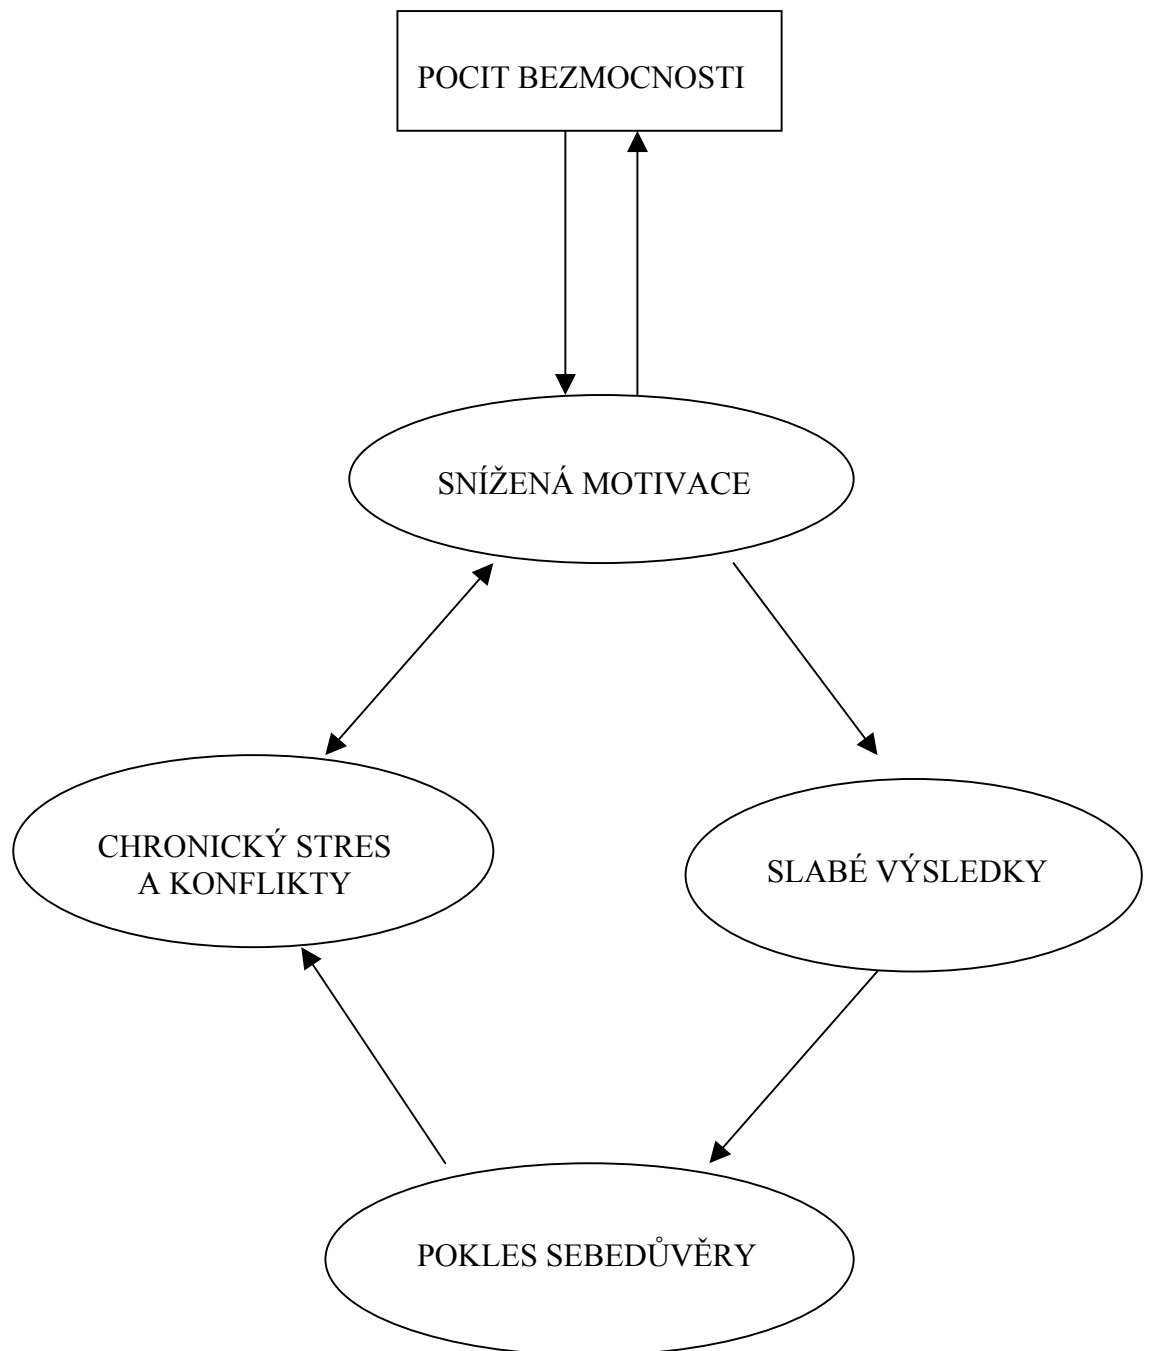 POCIT BEZMOCNOSTI
SNÍŽENÁ MOTIVACE
CHRONICKÝ STRES
A KONFLIKTY
SLABÉ VÝSLEDKY
POKLES SEBEDŮVĚRY